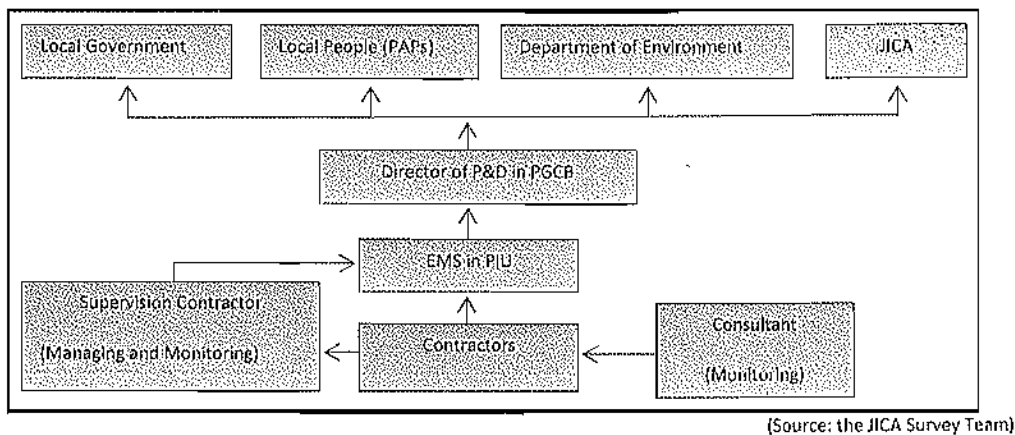 Local Government
Local People (PAPs)
Department of Environment
JICA
Director of P&D in PGCB
EMS in PIU
Supervision Contractor
(Managing and Monitoring)
Contractors
Consultant
(Monitoring)
(Source: the JICA Survey Team)